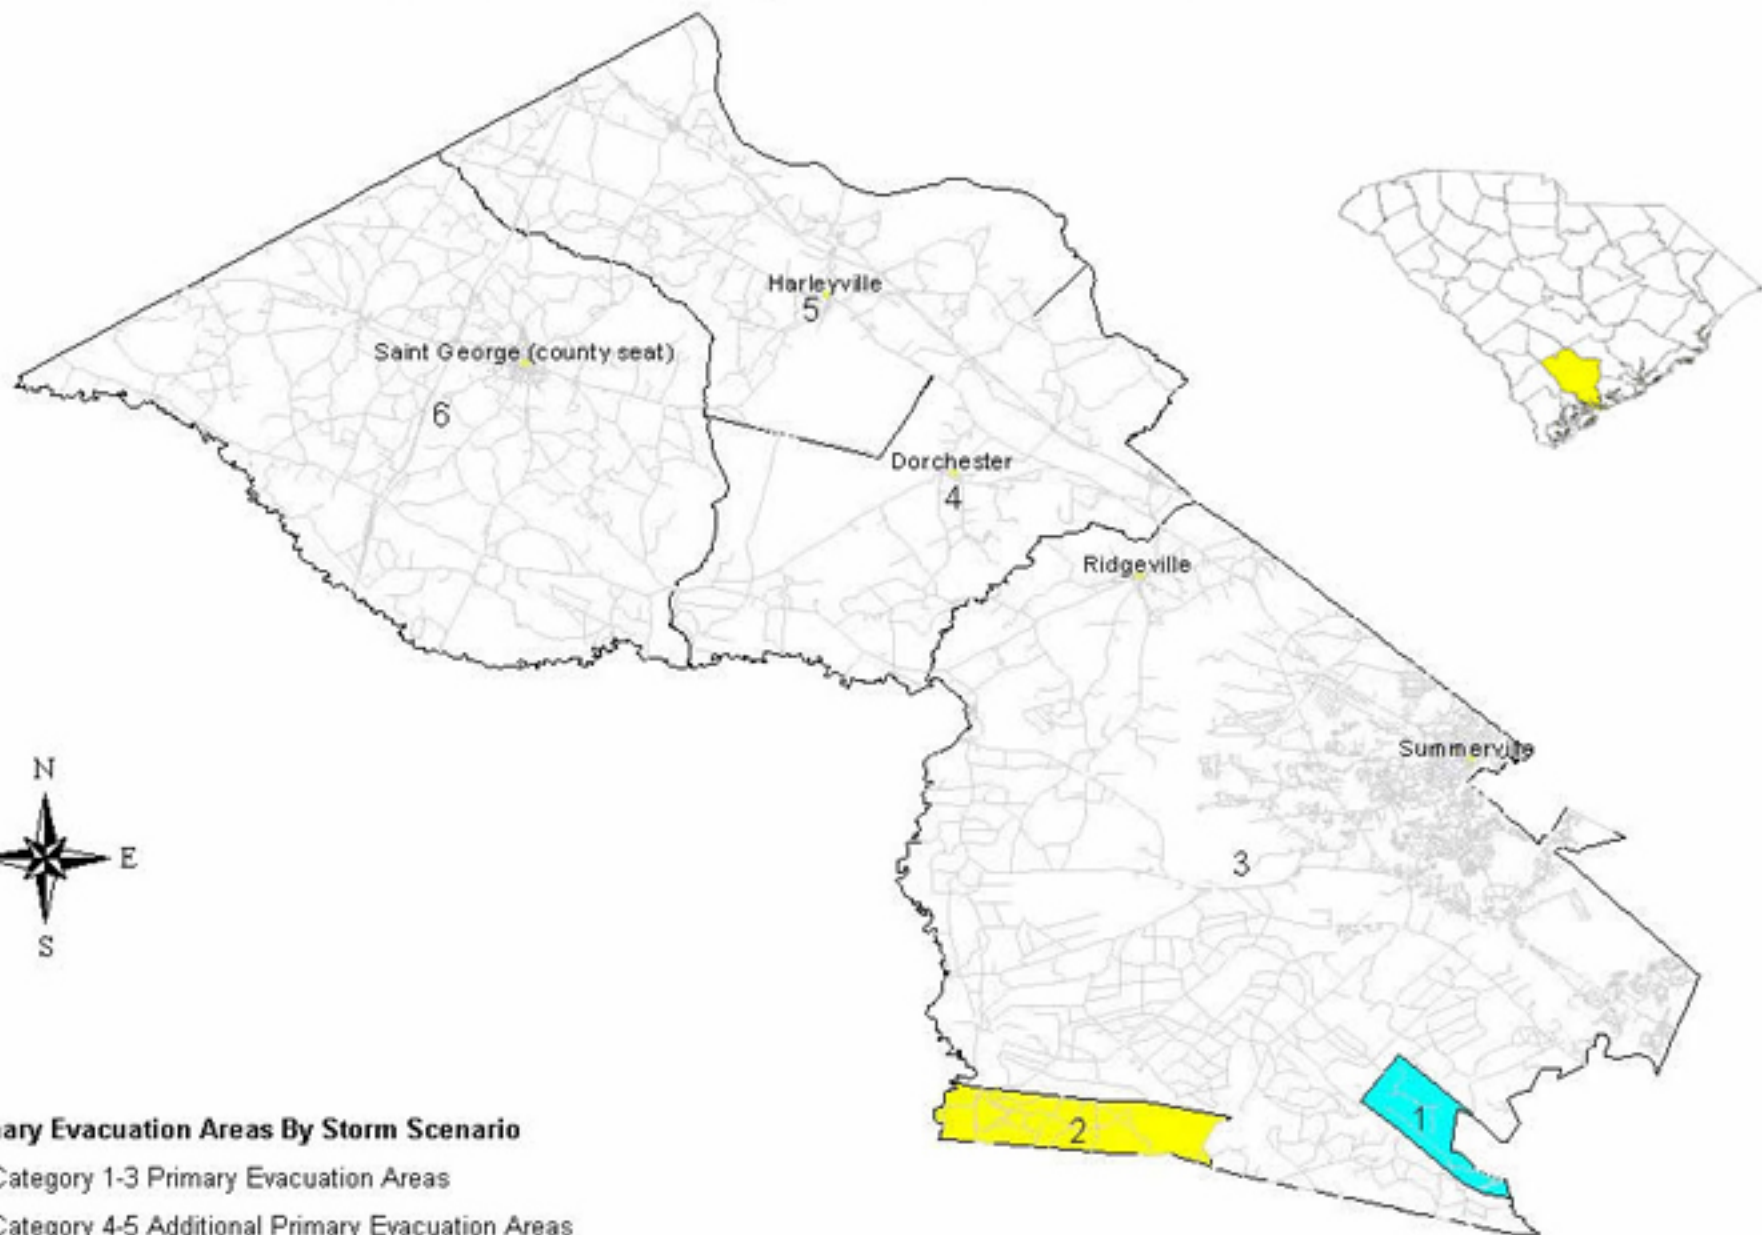 Harleyville
5
Saint George (county seat)
6
Dorchester
4
Ridgeville
Summerville
3
N
E
S
1
2
Evacuation Areas By Storm Scenario
Category 1-3 Primary Evacuation Areas
Category 4-5 Additional Primary Evacuation Areas